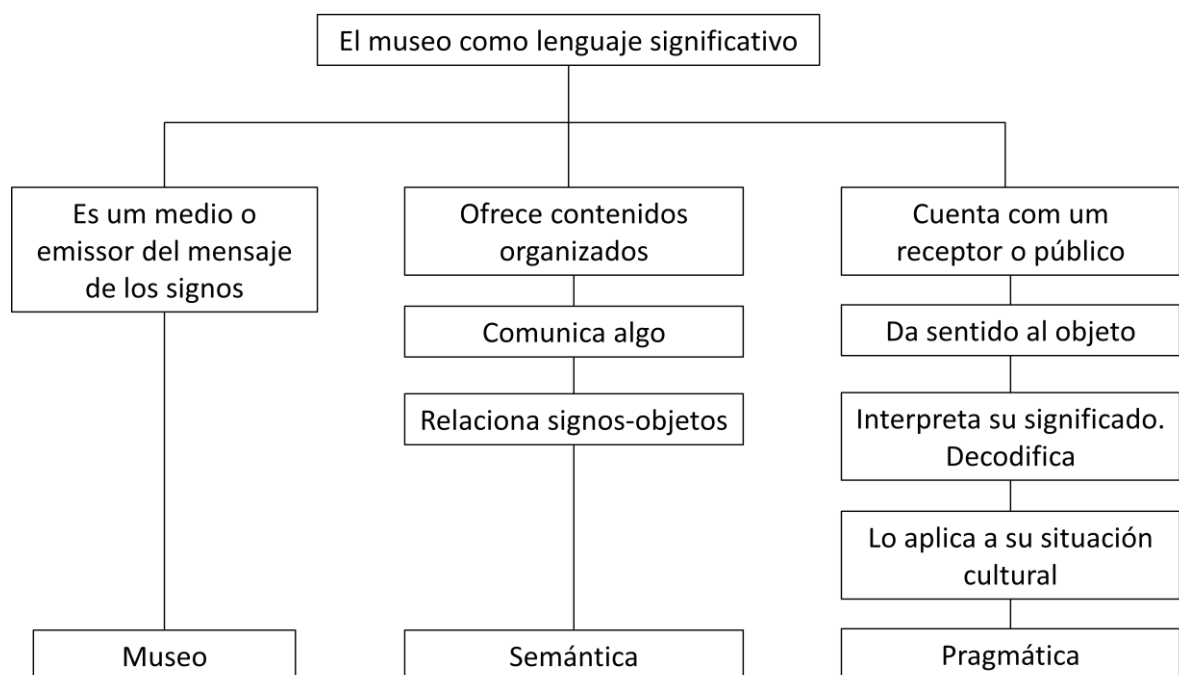 El museo como lenguaje significativo
Es um medio o
emissor del mensaje
de los signos
Ofrece contenidos
organizados
Cuenta com um
receptor o público
Comunica algo
Da sentido al objeto
Relaciona signos-objetos
Interpreta su significado.
Decodifica
Lo aplica a su situación
cultural
Museo
Semántica
Pragmática